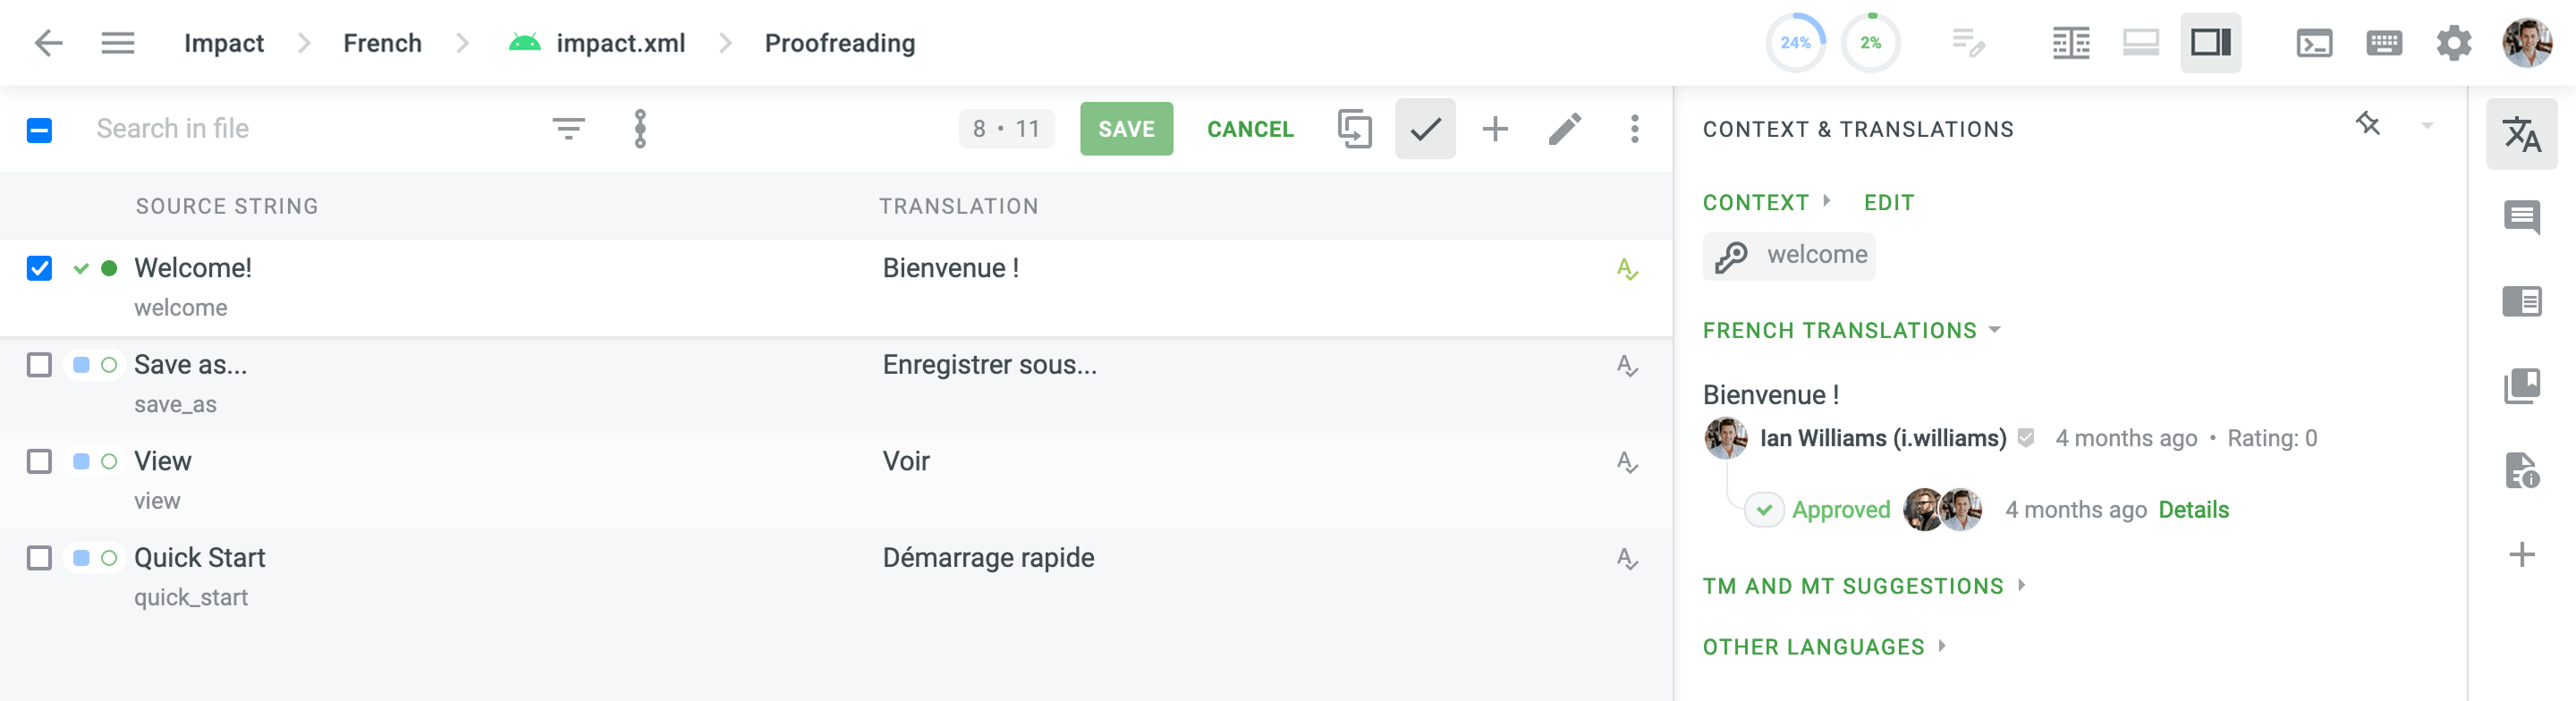 Impact French impact.xml Proofreading 24% 2%
Search in file 8 • 11 SAVE CANCEL
SOURCE STRING TRANSLATION
Welcome! Bienvenue !
welcome
Save as... Enregistrer sous...
save_as
View Voir
view
Quick Start Démarrage rapide
quick_start
CONTEXT & TRANSLATIONS
CONTEXT EDIT
welcome
FRENCH TRANSLATIONS
Bienvenue !
Ian Williams (i.williams) 4 months ago • Rating: 0
Approved 4 months ago Details
TM AND MT SUGGESTIONS
OTHER LANGUAGES